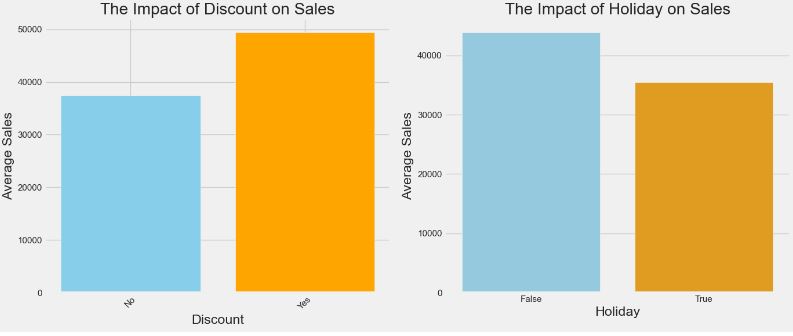 The Impact of Discount on Sales
50000
40000
30000
20000
10000
0
Average Sales
No
Yes
Discount
The Impact of Holiday on Sales
40000
30000
20000
10000
0
Average Sales
False
True
Holiday